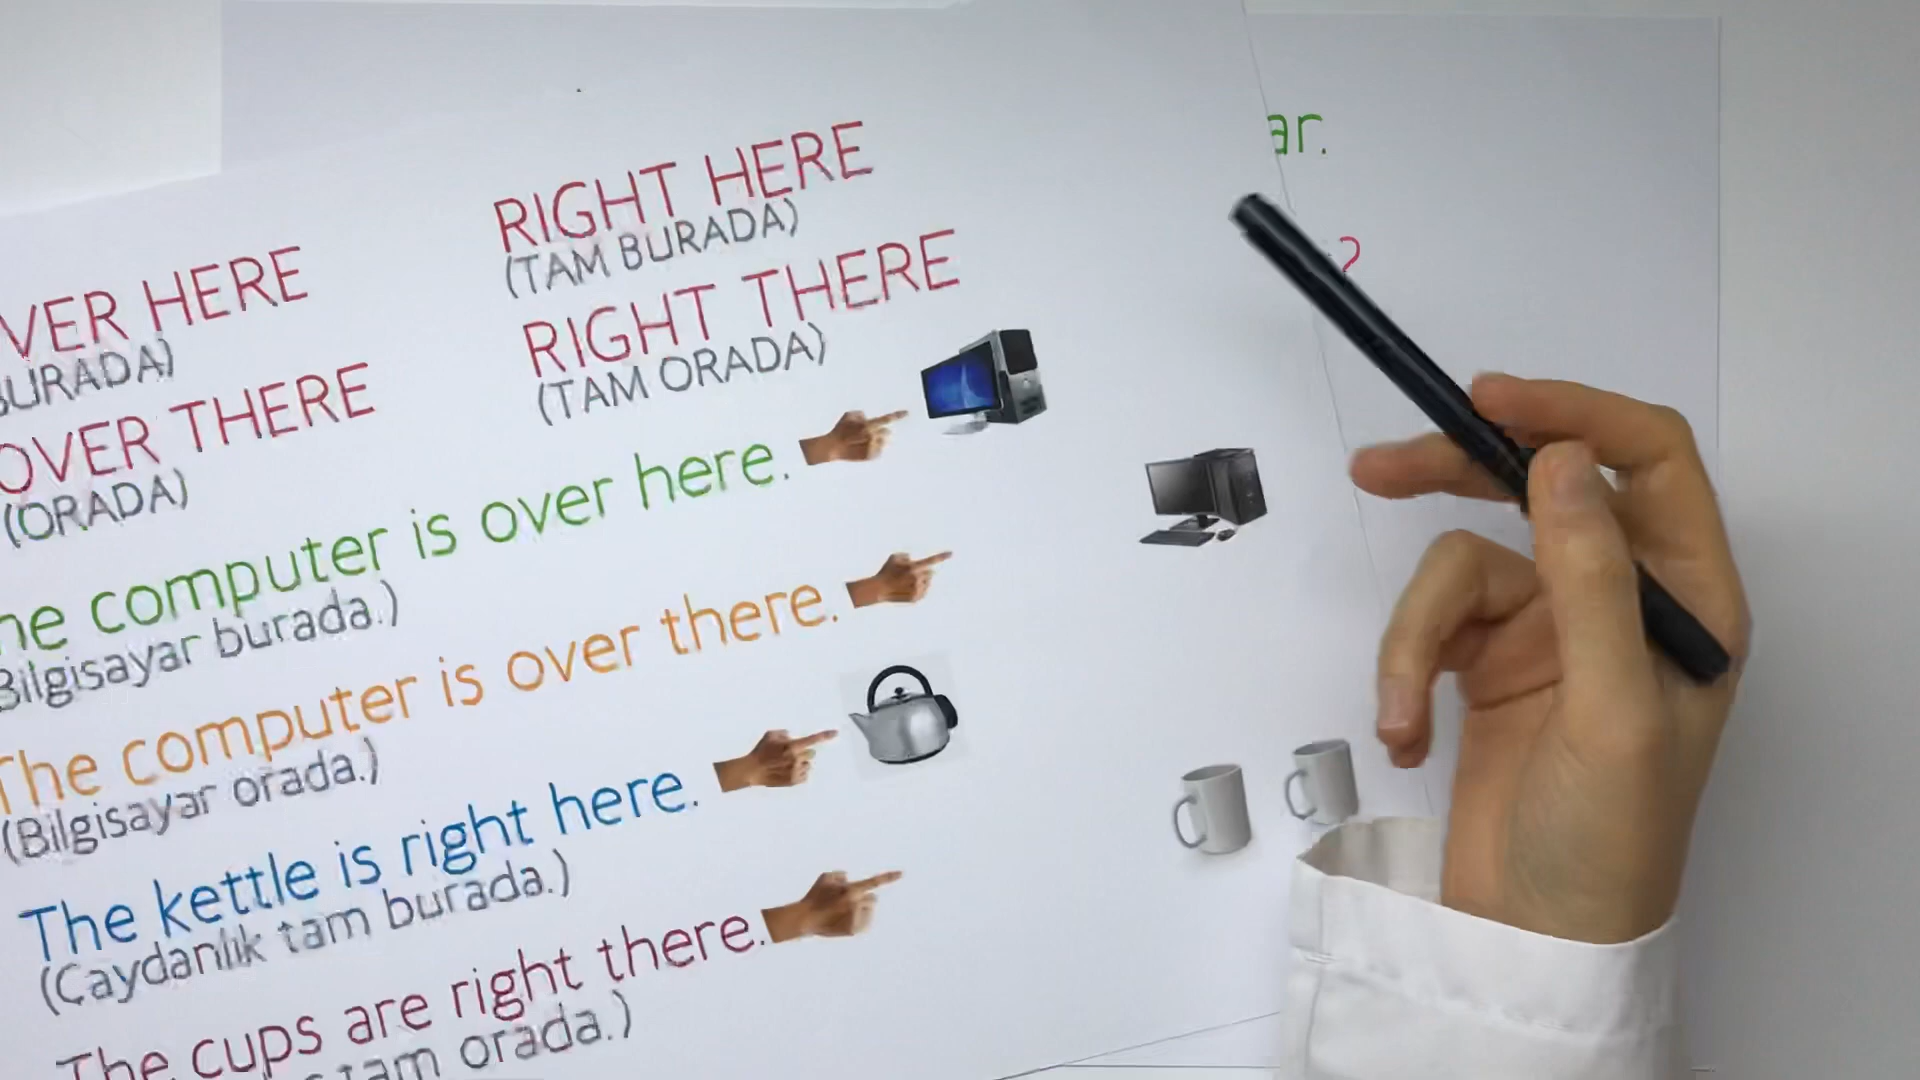 RIGHT HERE
(TAM BURADA)
RIGHT THERE
(TAM ORADA)
VER HERE
BURADA)
OVER THERE
(ORADA)
he computer is over here.
Bilgisayar burada.)
The computer is over there.
(Bilgisayar orada.)
The kettle is right here.
(Caydanlık tam burada.)
The cups are right there.
tam orada.)
ar.
?